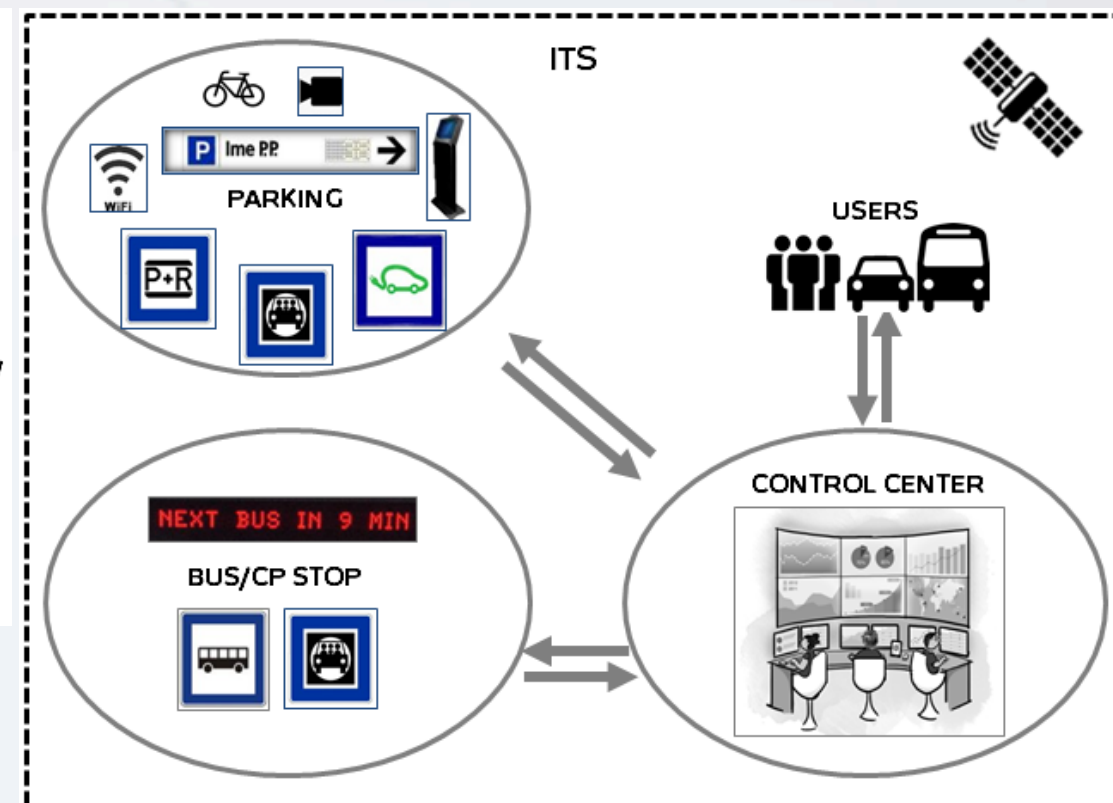 ITS
P Ime P.P.
WiFi
PARKING
P+R
USERS
NEXT BUS IN 9 MIN
BUS/CP STOP
CONTROL CENTER